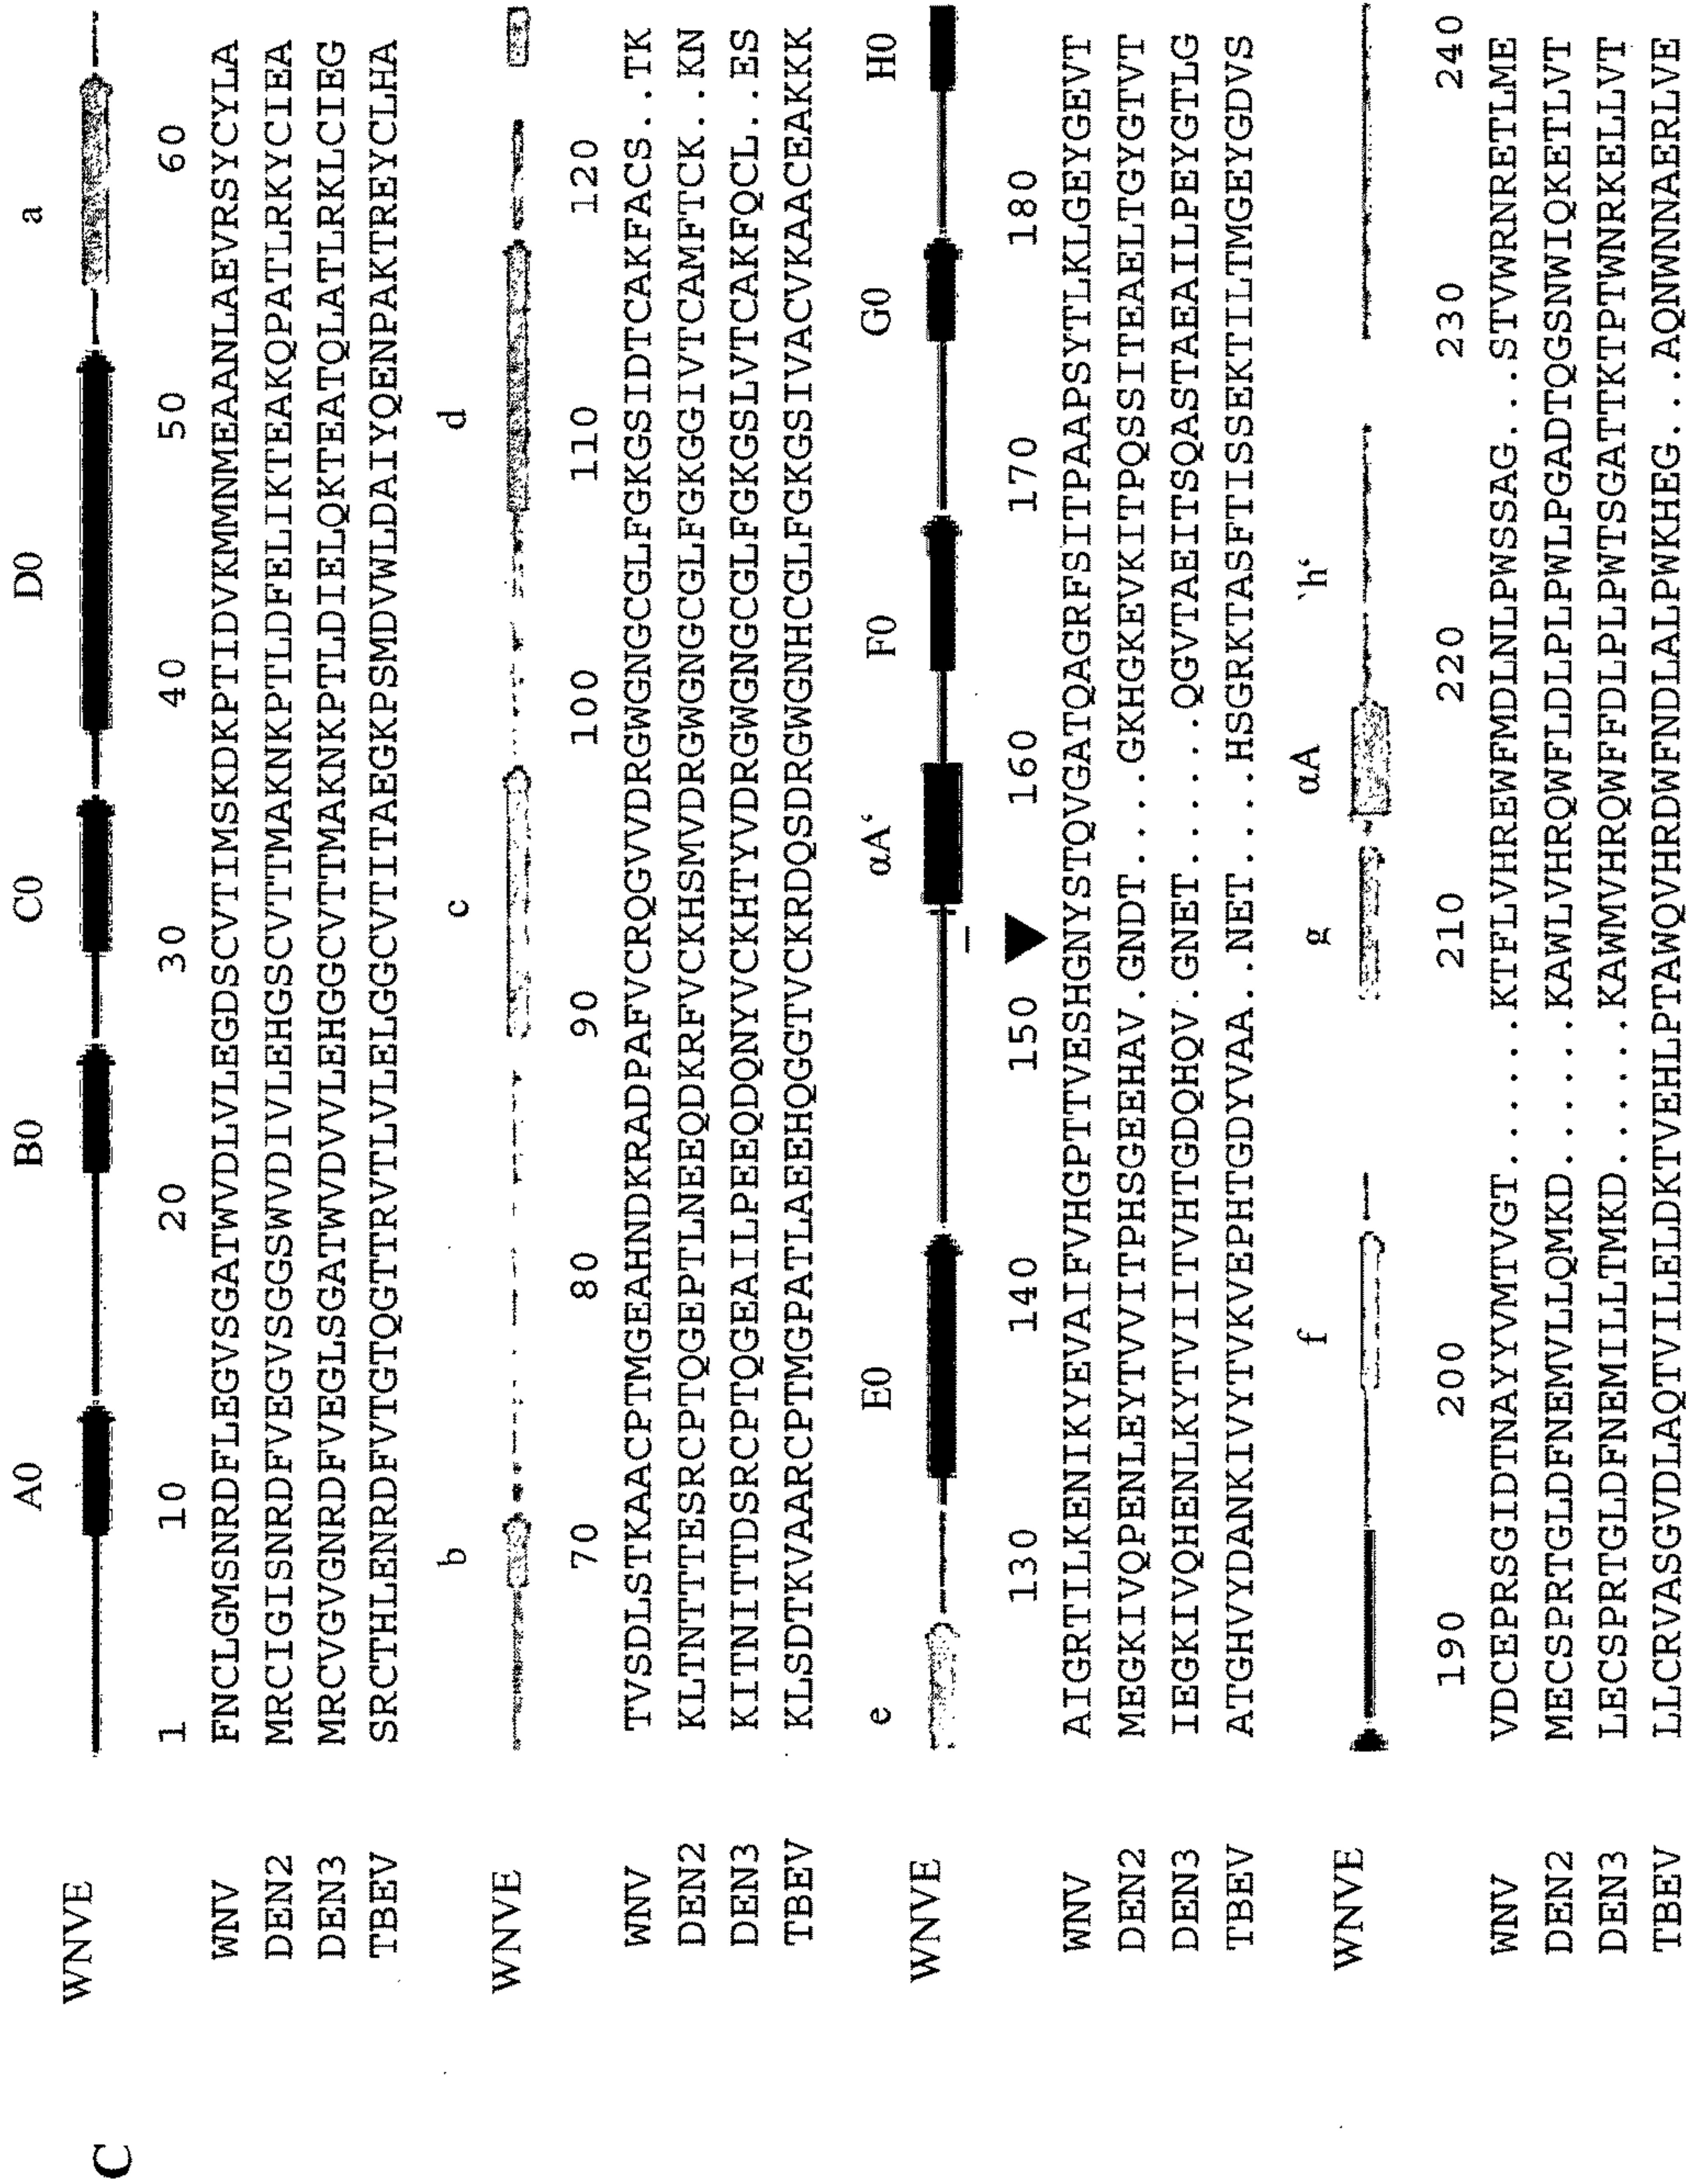 C
A0 B0 C0 D0 a
WNVE
1 10 20 30 40 50 60
WNV FNCLGMSNRDFLEGVSGATWVDLVLEGDSCVTIMSKDKPTIDVKMMNMEAANLAEVRSYCYLA
DEN2 MRCIGISNRDFVEGVSGGSWVDIVLEHGSCVTTMAKNKPTLDFELIKTEAKQPATLRKYCIEA
DEN3 MRCVGVGNRDFVEGLSGATWVDVVLEHGGCVTTMAKNKPTLDIELQKTEATQLATLRKLCIEG
TBEV SRCTHLENRDFVTGTQGTTRVTLVLELGGCVTITAEGKPSMDVWLDAIYQENPAKTREYCLHA
b c d
WNVE
70 80 90 100 110 120
WNV TVSDLSTKAACPTMGEAHNDKRADPAFVCRQGVVDRGWGNGCGLFGKGSIDTCAKFACS..TK
DEN2 KLTNTTTESRCPTQGEPTLNEEQDKRFVCKHSMVDRGWGNGCGLFGKGGIVTCAMFTCK..KN
DEN3 KITNITTDSRCPTQGEAILPEEQDQNYVCKHTYVDRGWGNGCGLFGKGSLVTCAKFQCL..ES
TBEV KLSDTKVAARCPTMGPATLAEEHQGGTVCKRDQSDRGWGNHCGLFGKGSIVACVKAACEAKKK
e E0 αA‘ F0 G0 H0
WNVE
130 140 150 160 170 180
WNV AIGRTILKENIKYEVAIFVHGPTTVESHGNYSTQVGATQAGRFSITPAAPSYTLKLGEYGEVT
DEN2 MEGKIVQPENLEYTVVITPHSGEEHAV.GNDT....GKHGKEVKITPQSSITEAELTGYGTVT
DEN3 IEGKIVQHENLKYTVIITVHTGDQHQV.GNET......QGVTAEITSQASTAEAILPEYGTLG
TBEV ATGHVYDANKIVYTVKVEPHTGDYVAA..NET....HSGRKTASFTISSEKTILTMGEYGDVS
f g αA `h‘
WNVE
190 200 210 220 230 240
WNV VDCEPRSGIDTNAYYVMTVGT......KTFLVHREWFMDLNLPWSSAG...STVWRNRETLME
DEN2 MECSPRTGLDFNEMVLLQMKD......KAWLVHRQWFLDLPLPWLPGADTQGSNWIQKETLVT
DEN3 LECSPRTGLDFNEMILLTMKD......KAWMVHRQWFFDLPLPWTSGATTKTPTWNRKELLVT
TBEV LLCRVASGVDLAQTVILELDKTVEHLPTAWQVHRDWFNDLALPWKHEG...AQNWNNAERLVE